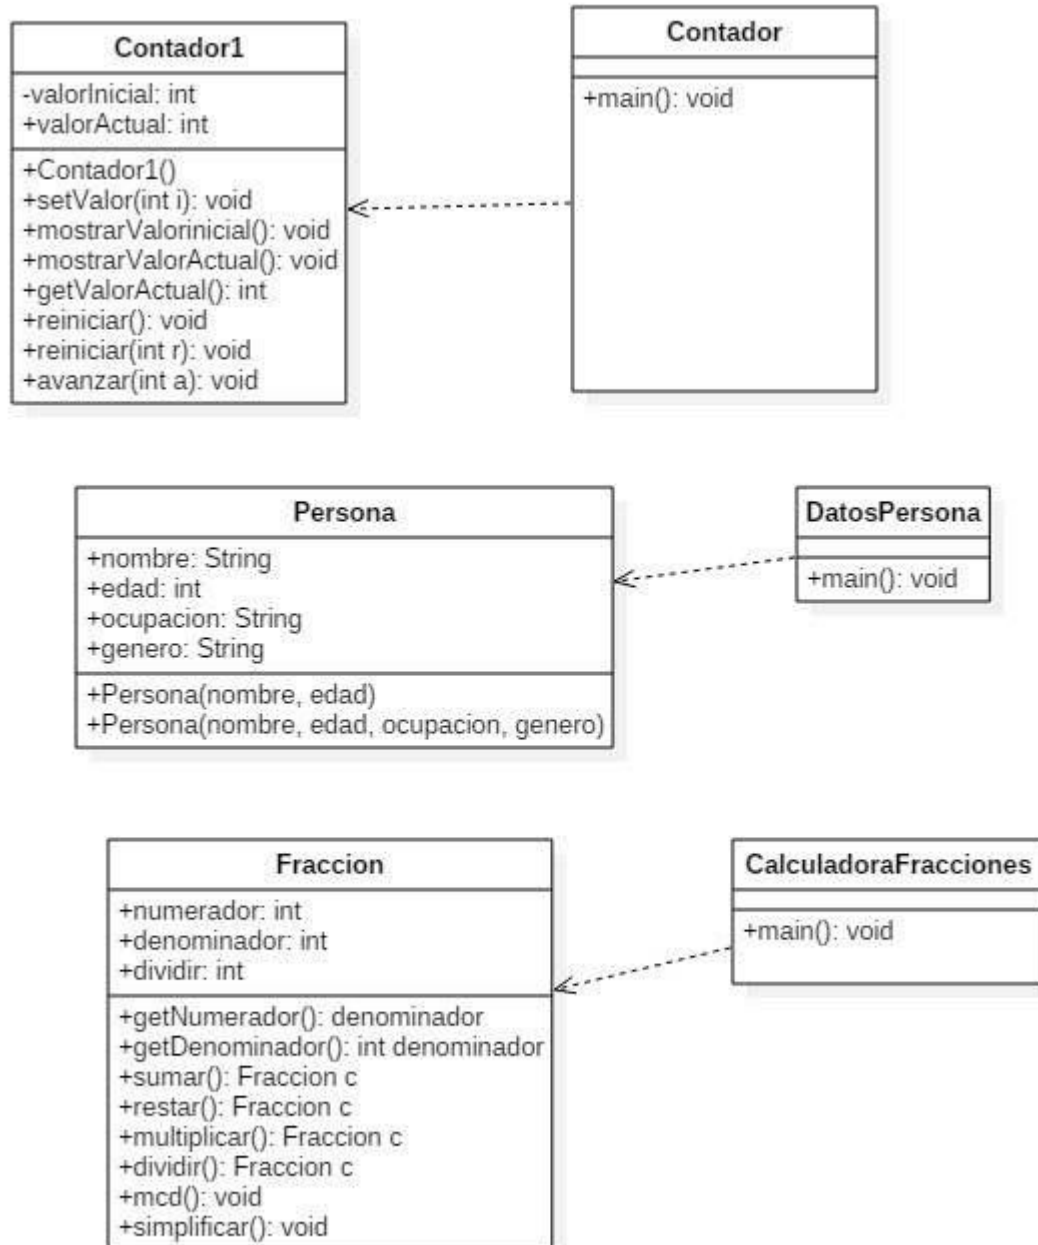 Contador1
-valorInicial: int
+valorActual: int
+Contador1()
+setValor(int i): void
+mostrarValorinicial(): void
+mostrarValorActual(): void
+getValorActual(): int
+reiniciar(): void
+reiniciar(int r): void
+avanzar(int a): void
Contador
+main(): void
Persona
+nombre: String
+edad: int
+ocupacion: String
+genero: String
+Persona(nombre, edad)
+Persona(nombre, edad, ocupacion, genero)
DatosPersona
+main(): void
Fraccion
+numerador: int
+denominador: int
+dividir: int
+getNumerador(): denominador
+getDenominador(): int denominador
+sumar(): Fraccion c
+restar(): Fraccion c
+multiplicar(): Fraccion c
+dividir(): Fraccion c
+mcd(): void
+simplificar(): void
CalculadoraFracciones
+main(): void